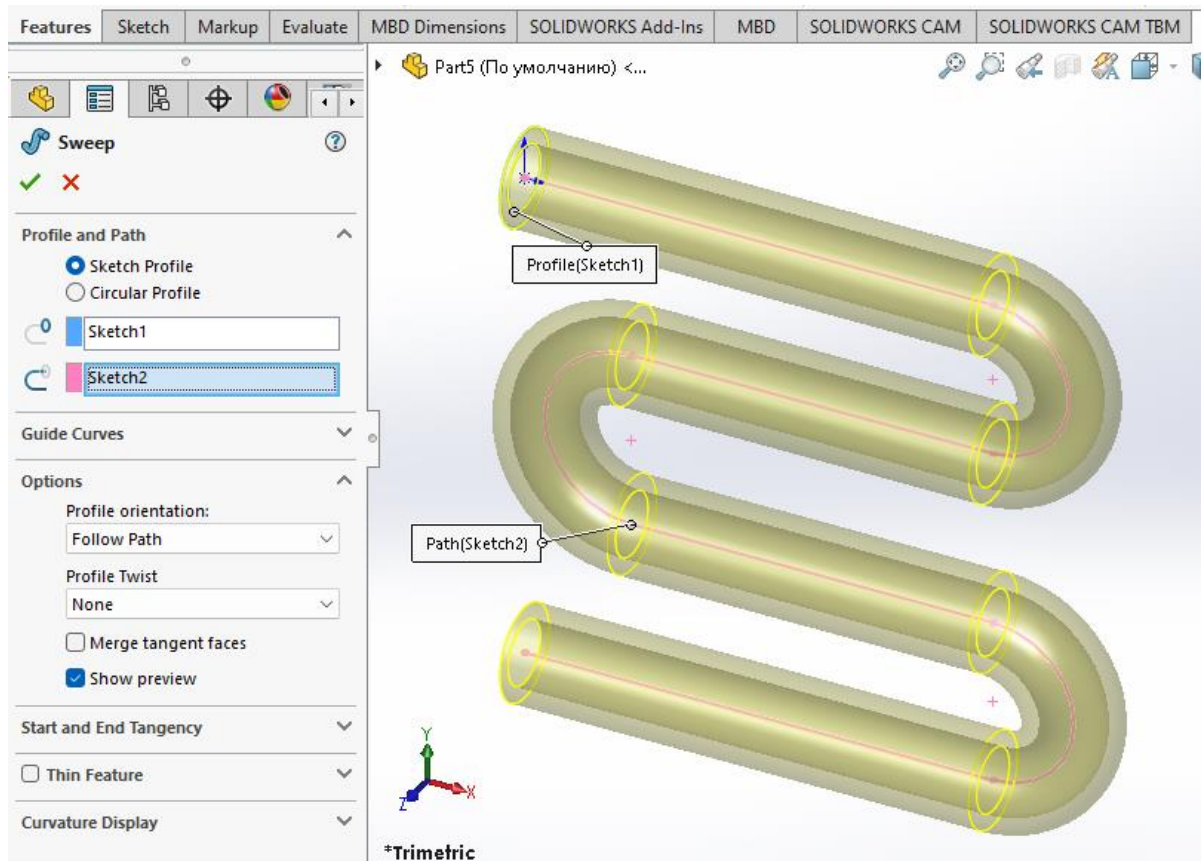 Features Sketch Markup Evaluate MBD Dimensions SOLIDWORKS Add-Ins MBD SOLIDWORKS CAM SOLIDWORKS CAM TBM
Part5 (По умолчанию) <...
Sweep
Profile and Path
Sketch Profile
Circular Profile
Sketch1
Sketch2
Guide Curves
Options
Profile orientation:
Follow Path
Profile Twist
None
Merge tangent faces
Show preview
Start and End Tangency
Thin Feature
Curvature Display
Profile(Sketch1)
Path(Sketch2)
Y
X
Z
*Trimetric